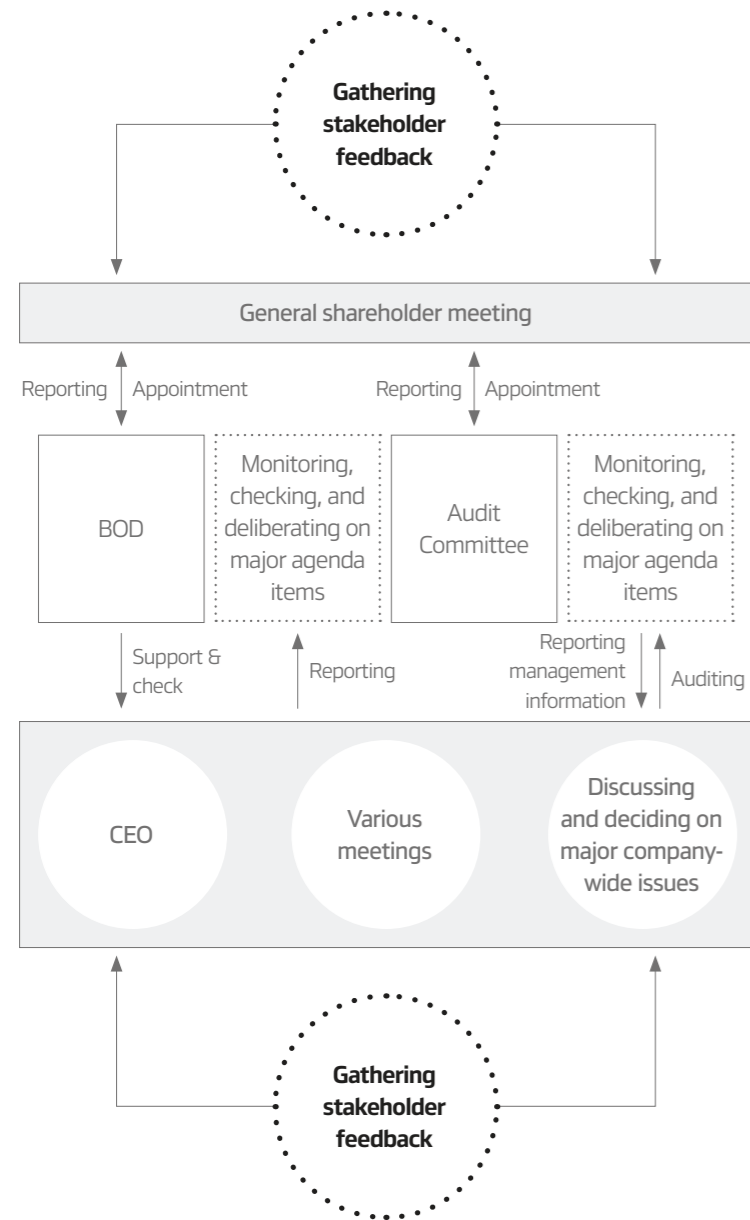 Gathering
stakeholder
feedback
General shareholder meeting
Reporting
Appointment
Reporting
Appointment
BOD
Monitoring,
checking, and
deliberating on
major agenda
items
Audit
Committee
Monitoring,
checking, and
deliberating on
major agenda
items
Support &
check
Reporting
Reporting
management
information
Auditing
CEO
Various
meetings
Discussing
and deciding on
major company-
wide issues
Gathering
stakeholder
feedback